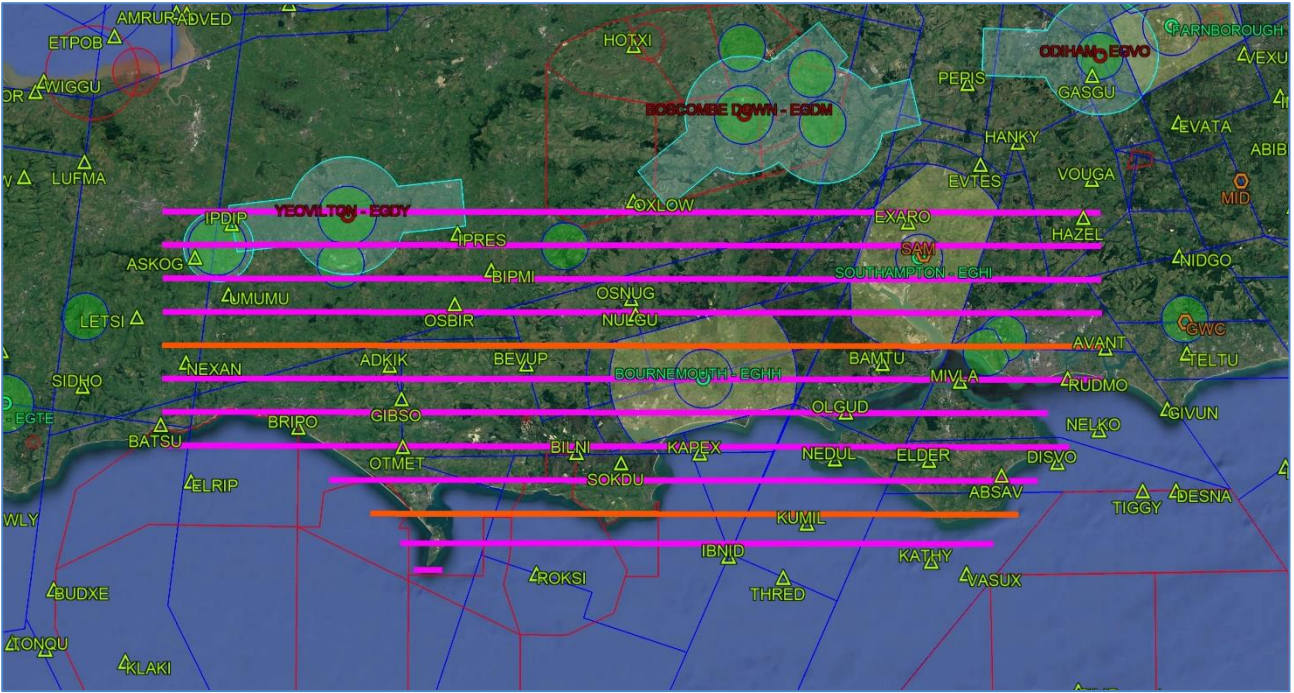 AMRUR
ADVED
ETPOB
WIGGU
OR
HOTXI
FARNBOROUGH
ODIHAM - EGVO
VEXU
PEPIS
GASGU
BOSCOMBE DOWN - EGDM
EVATA
HANKY
ABIB
LUFMA
W
EVTES
VOUGA
MID
OXLOW
IPDIP
YEOVILTON - EGDY
EXARO
HAZEL
IPRES
SAM
ASKOG
BIPMI
SOUTHAMPTON - EGHI
NIDGO
UMUMU
OSNUG
LETSI
OSBIR
NULGU
GWC
AVANT
NEXAN
ADKIK
BEVUP
BAMTU
TELTU
SIDHO
BOURNEMOUTH - EGHH
MIVLA
RUDMO
- EGTE
GIBSO
OLGUD
GIVUN
BATSU
BRIPO
NELKO
OTMET
BILNI
KAPEX
NEDUL
ELDER
DISVO
SOKDU
ABSAV
ELRIP
TIGGY
DESNA
WLY
KUMIL
IBNID
KATHY
ROKSI
THRED
VASUX
BUDXE
TONQU
KLAKI